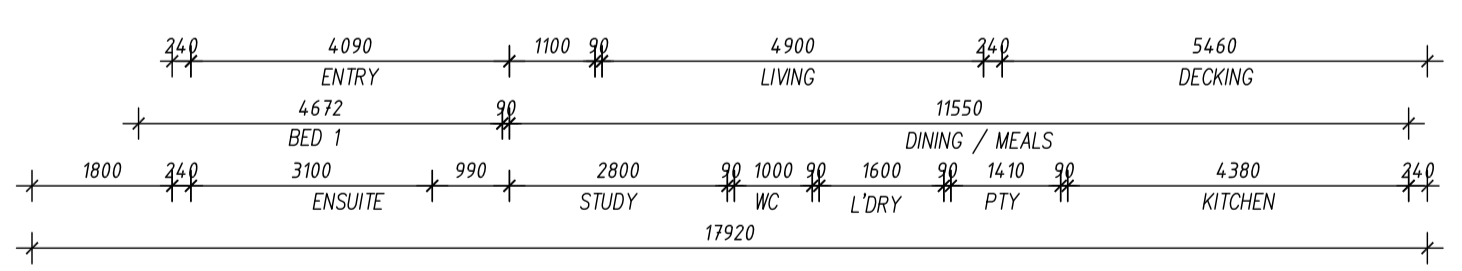 240 4090 1100 90 4900 240 5460
ENTRY LIVING DECKING
4672 90 11550
BED 1 DINING / MEALS
1800 240 3100 990 2800 90 1000 90 1600 90 1410 90 4380 240
ENSUITE STUDY WC L'DRY PTY KITCHEN
17920